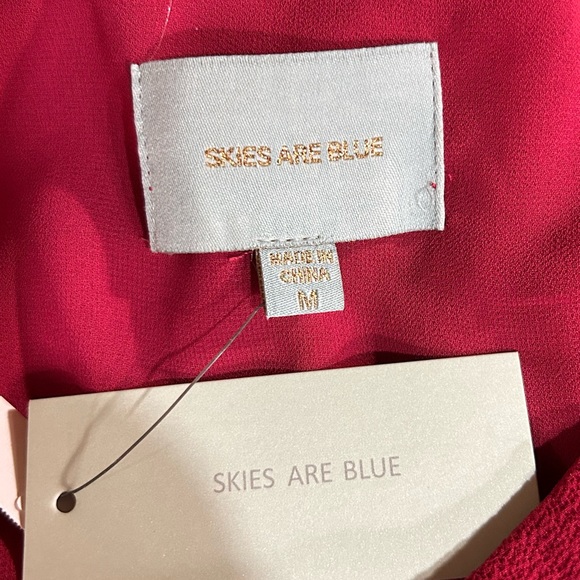 SKIES ARE BLUE
MADE IN
CHINA
M
SKIES ARE BLUE